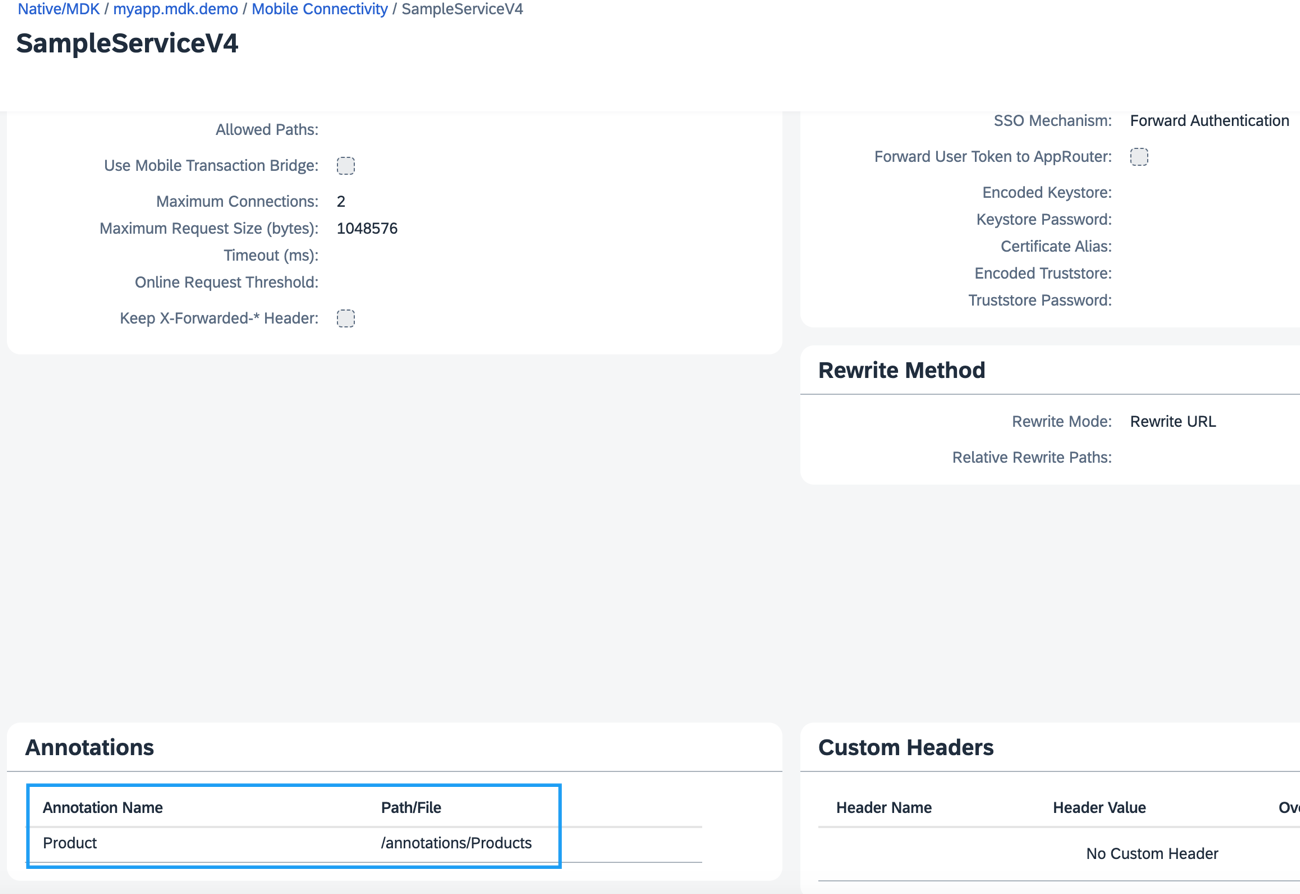 Native/MDK / myapp.mdk.demo / Mobile Connectivity / SampleServiceV4
SampleServiceV4
Allowed Paths:
Use Mobile Transaction Bridge:
Maximum Connections: 2
Maximum Request Size (bytes): 1048576
Timeout (ms):
Online Request Threshold:
Keep X-Forwarded-* Header:
SSO Mechanism: Forward Authentication
Forward User Token to AppRouter:
Encoded Keystore:
Keystore Password:
Certificate Alias:
Encoded Truststore:
Truststore Password:
Rewrite Method
Rewrite Mode: Rewrite URL
Relative Rewrite Paths:
Annotations
Annotation Name Path/File
Product /annotations/Products
Custom Headers
Header Name Header Value
No Custom Header